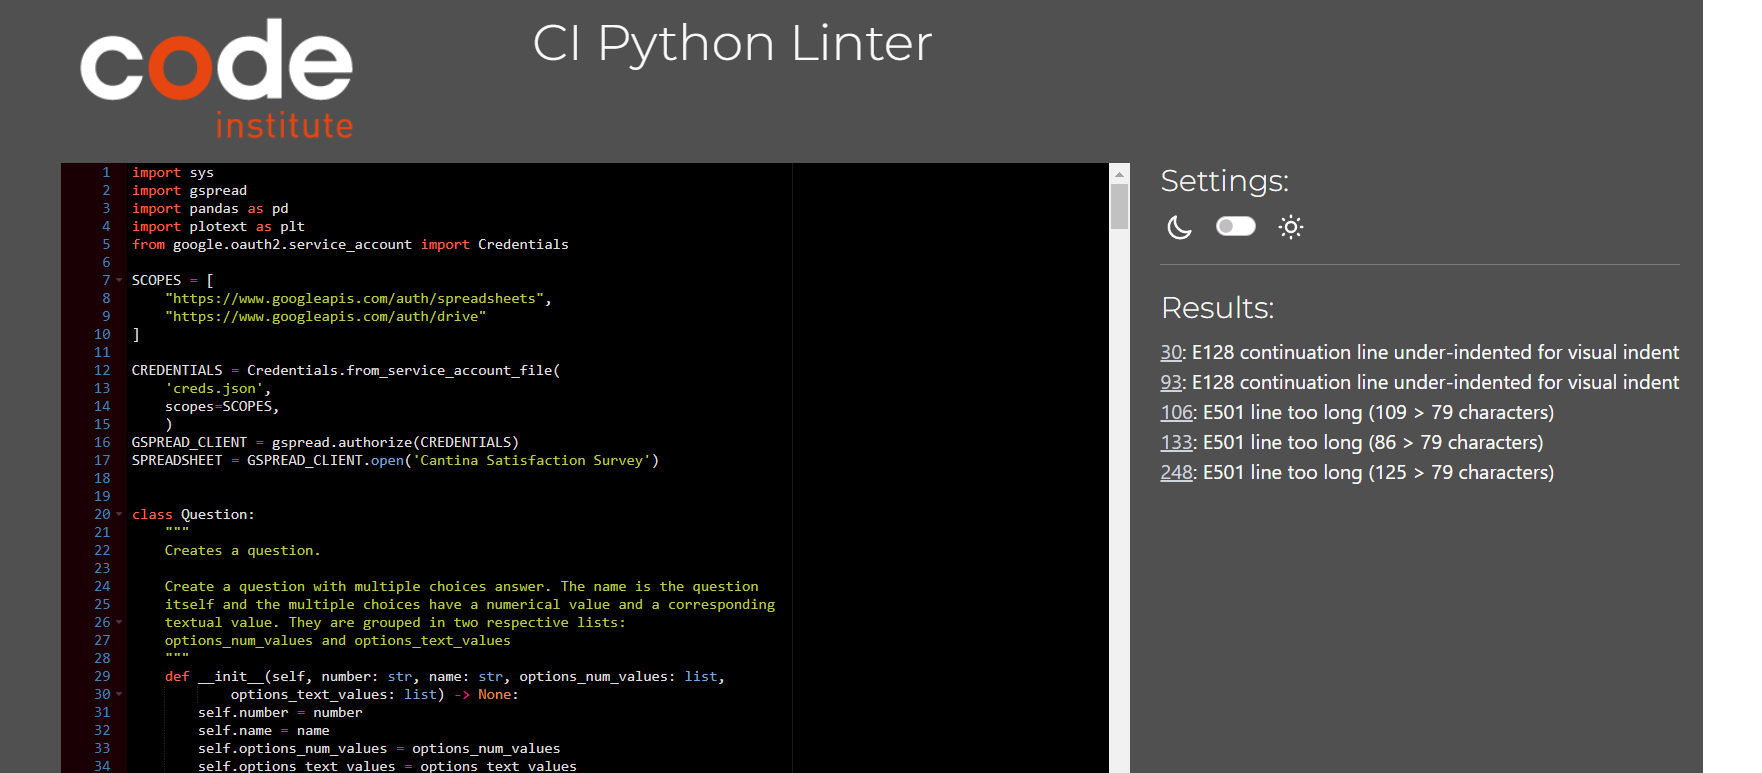 code
institute
CI Python Linter
1 import sys
2 import gspread
3 import pandas as pd
4 import plotext as plt
5 from google.oauth2.service_account import Credentials
6
7 SCOPES = [
8     "https://www.googleapis.com/auth/spreadsheets",
9     "https://www.googleapis.com/auth/drive"
10 ]
11
12 CREDENTIALS = Credentials.from_service_account_file(
13     'creds.json',
14     scopes=SCOPES,
15     )
16 GSPREAD_CLIENT = gspread.authorize(CREDENTIALS)
17 SPREADSHEET = GSPREAD_CLIENT.open('Cantina Satisfaction Survey')
18
19
20 class Question:
21     """
22     Creates a question.
23
24     Create a question with multiple choices answer. The name is the question
25     itself and the multiple choices have a numerical value and a corresponding
26     textual value. They are grouped in two respective lists:
27     options_num_values and options_text_values
28     """
29     def __init__(self, number: str, name: str, options_num_values: list,
30             options_text_values: list) -> None:
31         self.number = number
32         self.name = name
33         self.options_num_values = options_num_values
34         self.options_text_values = options_text_values
Settings:
Results:
30: E128 continuation line under-indented for visual indent
93: E128 continuation line under-indented for visual indent
106: E501 line too long (109 > 79 characters)
133: E501 line too long (86 > 79 characters)
248: E501 line too long (125 > 79 characters)